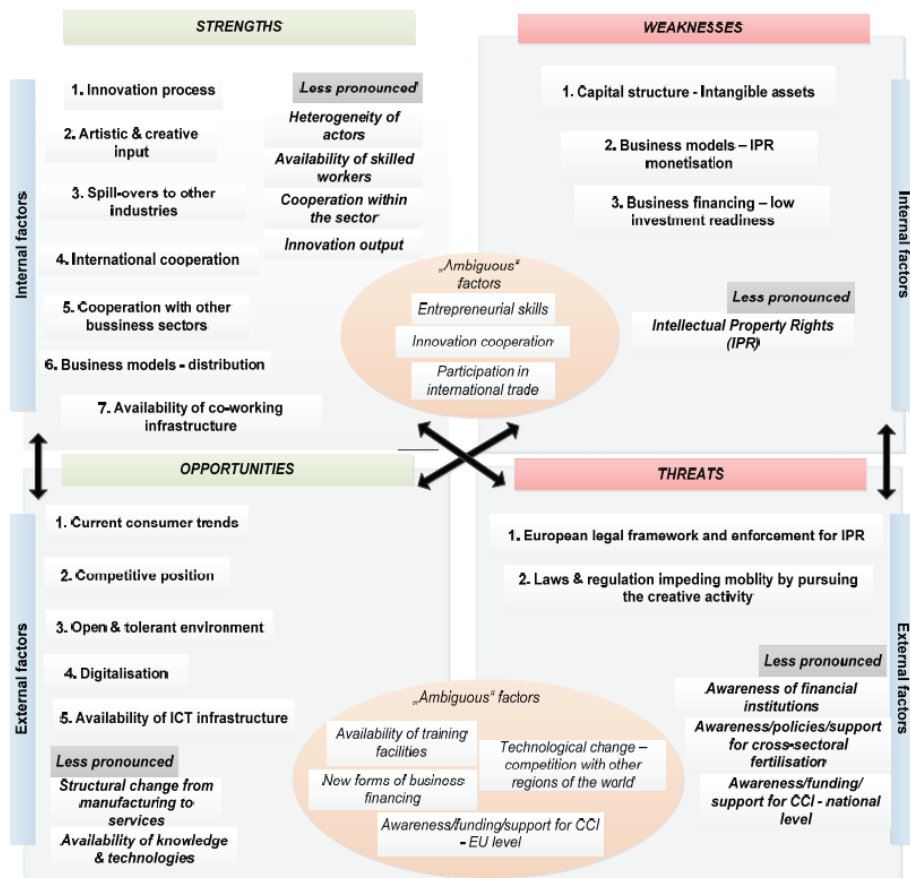 STRENGTHS
Internal factors
1. Innovation process
2. Artistic & creative
input
3. Spill-overs to other
industries
4. International cooperation
5. Cooperation with other
bussiness sectors
6. Business models - distribution
7. Availability of co-working
infrastructure
Less pronounced
Heterogeneity of
actors
Availability of skilled
workers
Cooperation within
the sector
Innovation output
WEAKNESSES
1. Capital structure - Intangible assets
2. Business models – IPR
monetisation
3. Business financing – low
investment readiness
Less pronounced
Intellectual Property Rights
(IPR)
Internal factors
„Ambiguous“
factors
Entrepreneurial skills
Innovation cooperation
Participation in
international trade
OPPORTUNITIES
External factors
1. Current consumer trends
2. Competitive position
3. Open & tolerant environment
4. Digitalisation
5. Availability of ICT infrastructure
Less pronounced
Structural change from
manufacturing to
services
Availability of knowledge
& technologies
THREATS
1. European legal framework and enforcement for IPR
2. Laws & regulation impeding moblity by pursuing
the creative activity
Less pronounced
Awareness of financial
institutions
Awareness/policies/support
for cross-sectoral
fertilisation
Awareness/funding/
support for CCI - national
level
External factors
„Ambiguous“ factors
Availability of training
facilities
New forms of business
financing
Technological change –
competition with other
regions of the world
Awareness/funding/support for CCI
- EU level